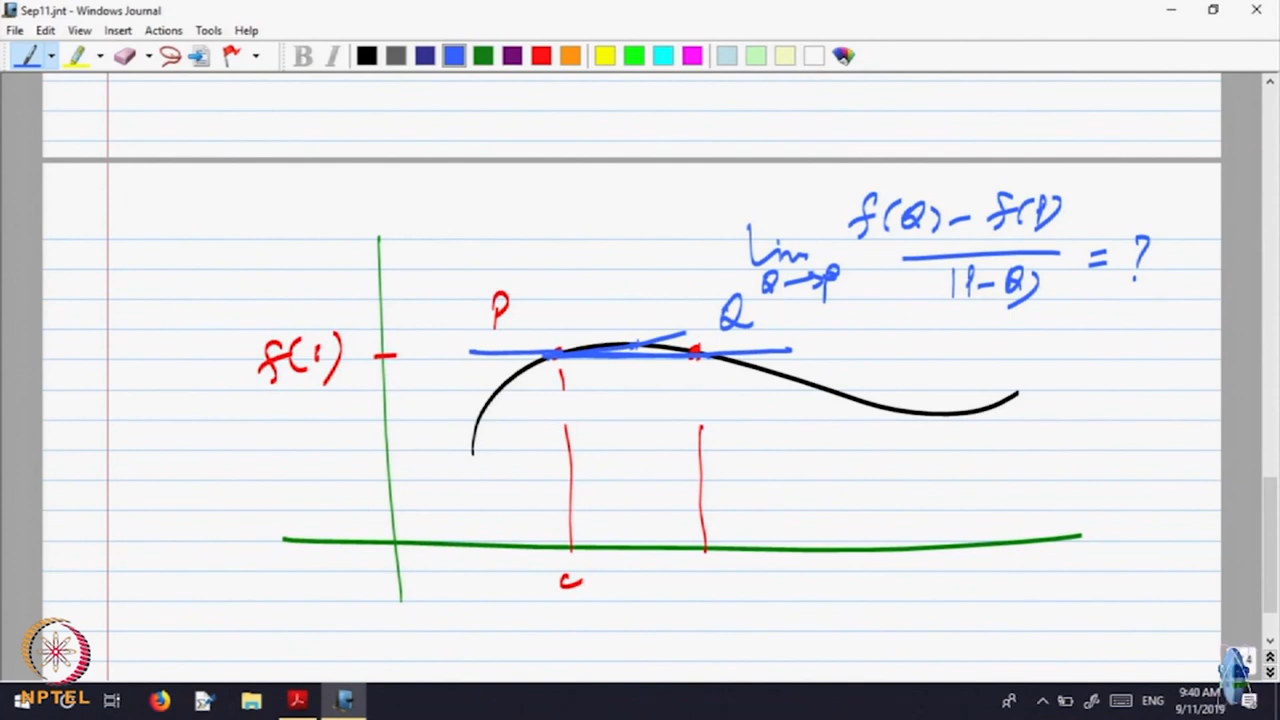 Sep11.jnt - Windows Journal
File Edit View Insert Actions Tools Help
B I
f(Q) - f(P)
lim = ?
Q→P |P-Q|
P
Q
f(c)
c
NPTEL
ENG
9:40 AM
9/11/2019